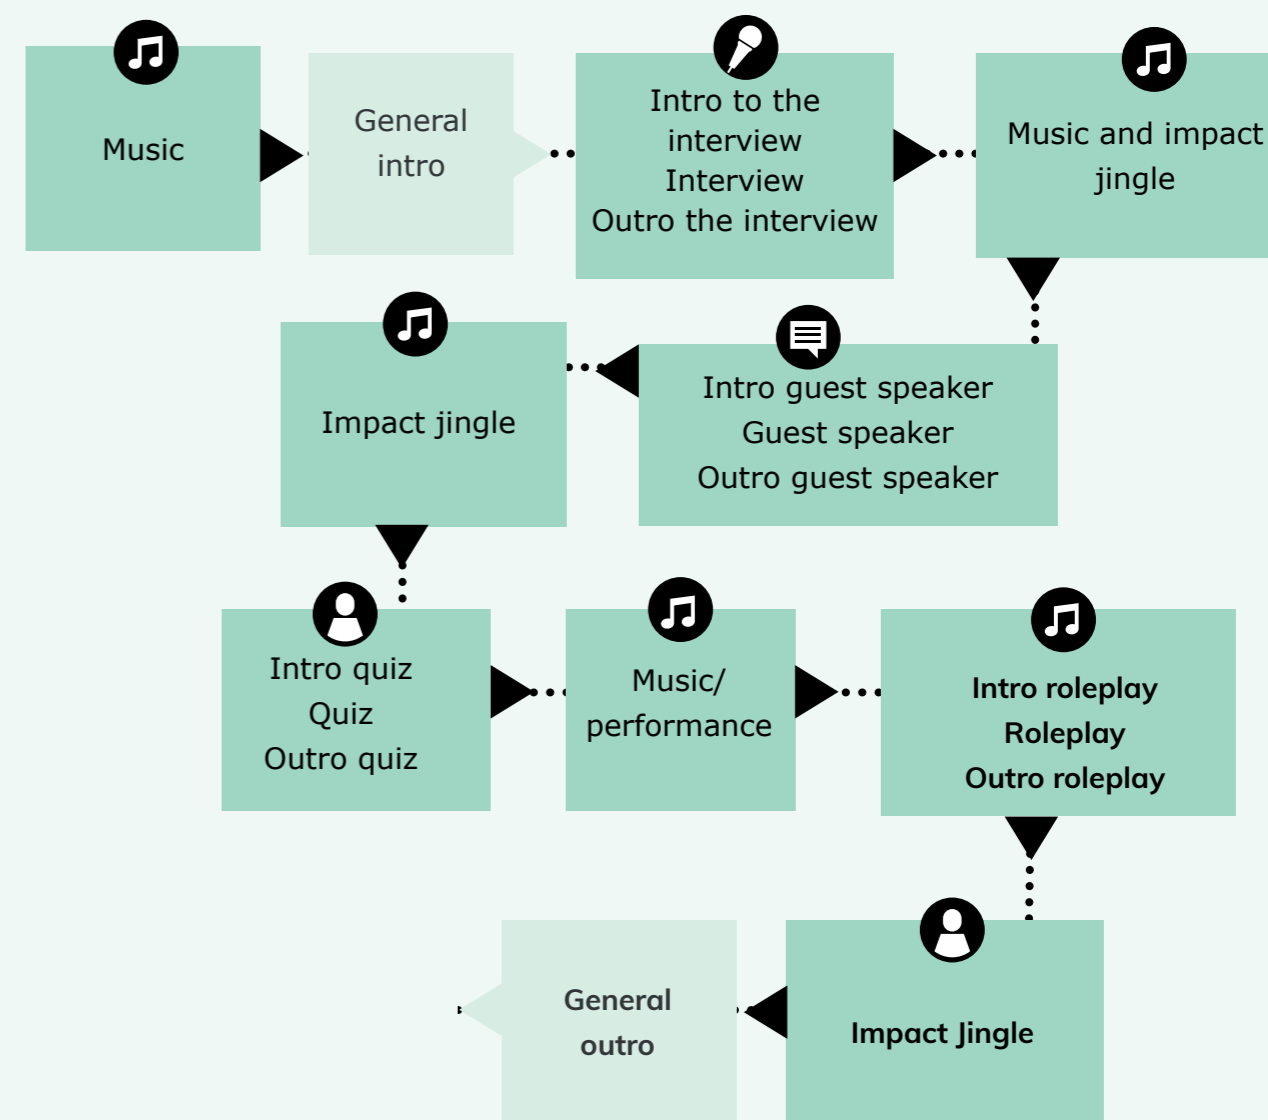 Music
General
intro
Intro to the
interview
Interview
Outro the interview
Music and impact
jingle
Intro guest speaker
Guest speaker
Outro guest speaker
Impact jingle
Intro quiz
Quiz
Outro quiz
Music/
performance
Intro roleplay
Roleplay
Outro roleplay
Impact Jingle
General
outro